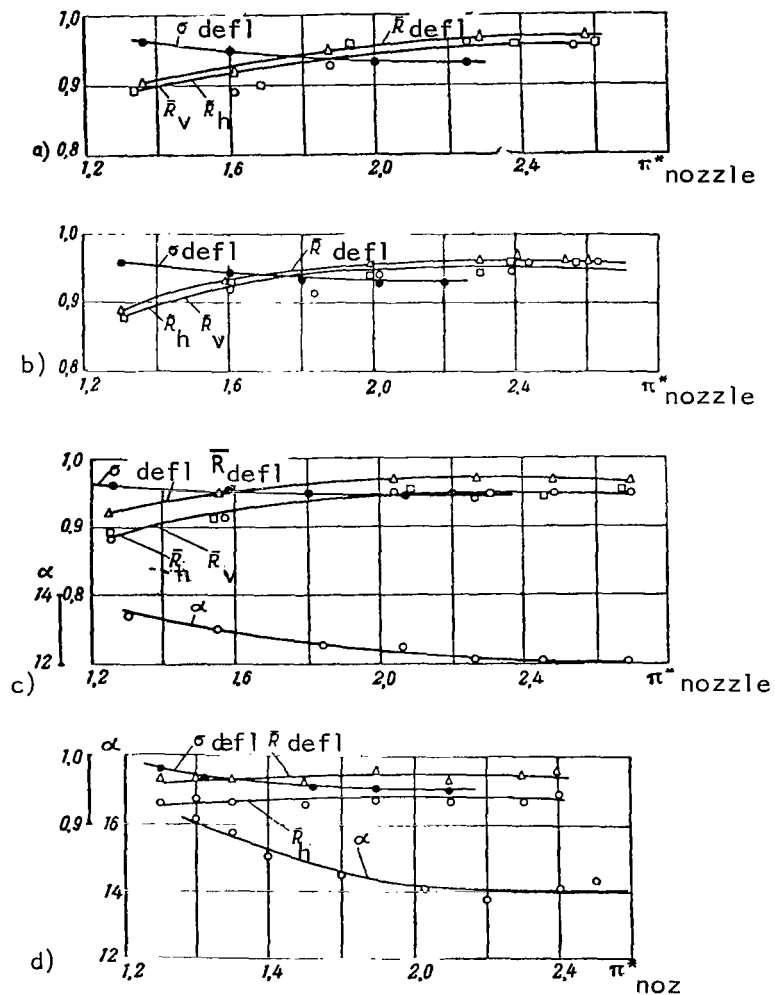 1,0
σ defl
R̄ defl
0,9
R̄v R̄h
a) 0,8
1,2 1,6 2,0 2,4 π* nozzle
1,0
σ defl R̄ defl
0,9
R̄h R̄v
b) 0,8
1,2 1,6 2,0 2,4 π* nozzle
1,0
σ defl R̄defl
0,9
R̄h R̄v
α
14 0,8
α
12
c)
1,2 1,6 2,0 2,4 π* nozzle
1,0 α σ defl R̄ defl
0,9 16
R̄h α
14
12
d)
1,2 1,4 2,0 2,4 π* noz